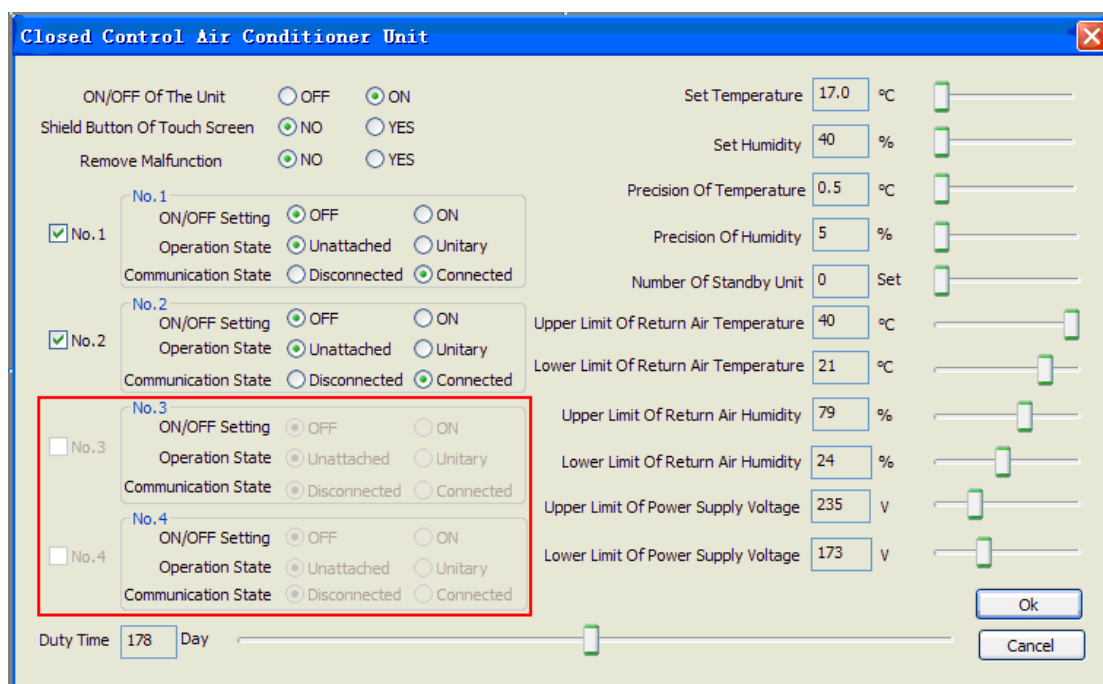 Closed Control Air Conditioner Unit
ON/OFF Of The Unit OFF ON
Shield Button Of Touch Screen NO YES
Remove Malfunction NO YES
No.1
No.1
ON/OFF Setting OFF ON
Operation State Unattached Unitary
Communication State Disconnected Connected
No.2
No.2
ON/OFF Setting OFF ON
Operation State Unattached Unitary
Communication State Disconnected Connected
No.3
No.3
ON/OFF Setting OFF ON
Operation State Unattached Unitary
Communication State Disconnected Connected
No.4
No.4
ON/OFF Setting OFF ON
Operation State Unattached Unitary
Communication State Disconnected Connected
Set Temperature 17.0 ℃
Set Humidity 40 %
Precision Of Temperature 0.5 ℃
Precision Of Humidity 5 %
Number Of Standby Unit 0 Set
Upper Limit Of Return Air Temperature 40 ℃
Lower Limit Of Return Air Temperature 21 ℃
Upper Limit Of Return Air Humidity 79 %
Lower Limit Of Return Air Humidity 24 %
Upper Limit Of Power Supply Voltage 235 V
Lower Limit Of Power Supply Voltage 173 V
Duty Time 178 Day
Ok
Cancel